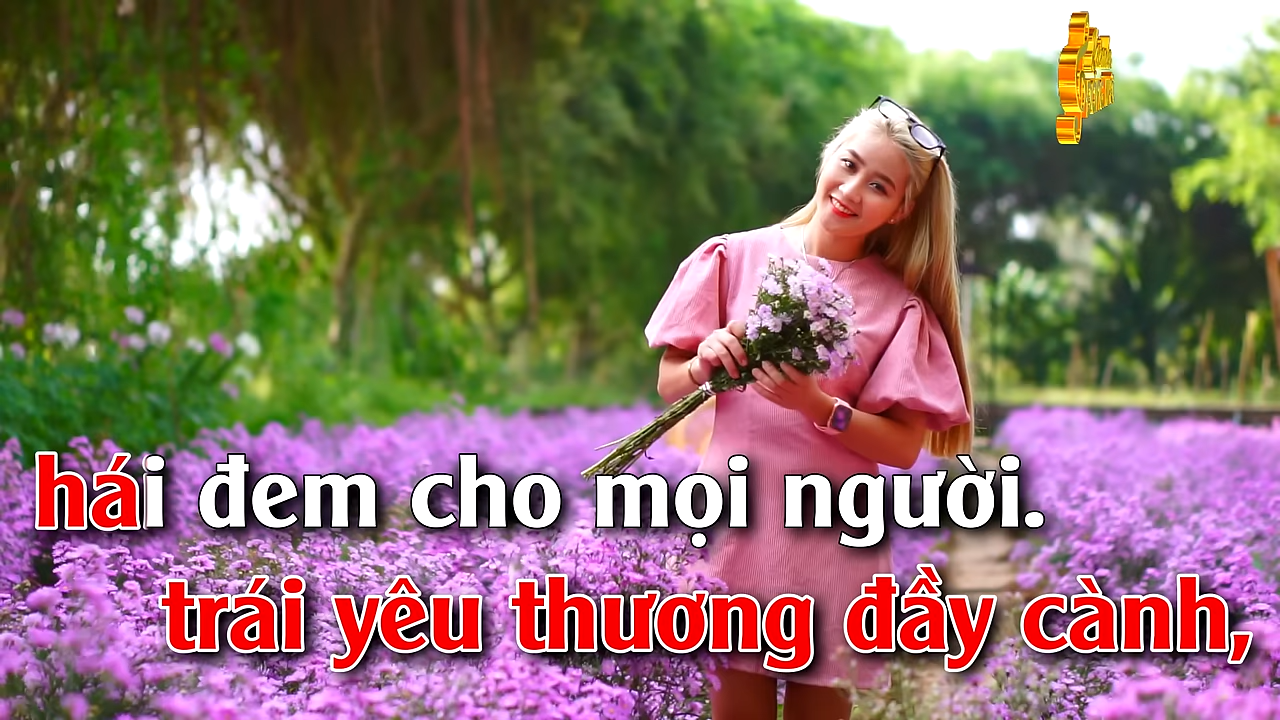 hái đem cho mọi người.
trái yêu thương đầy cành,